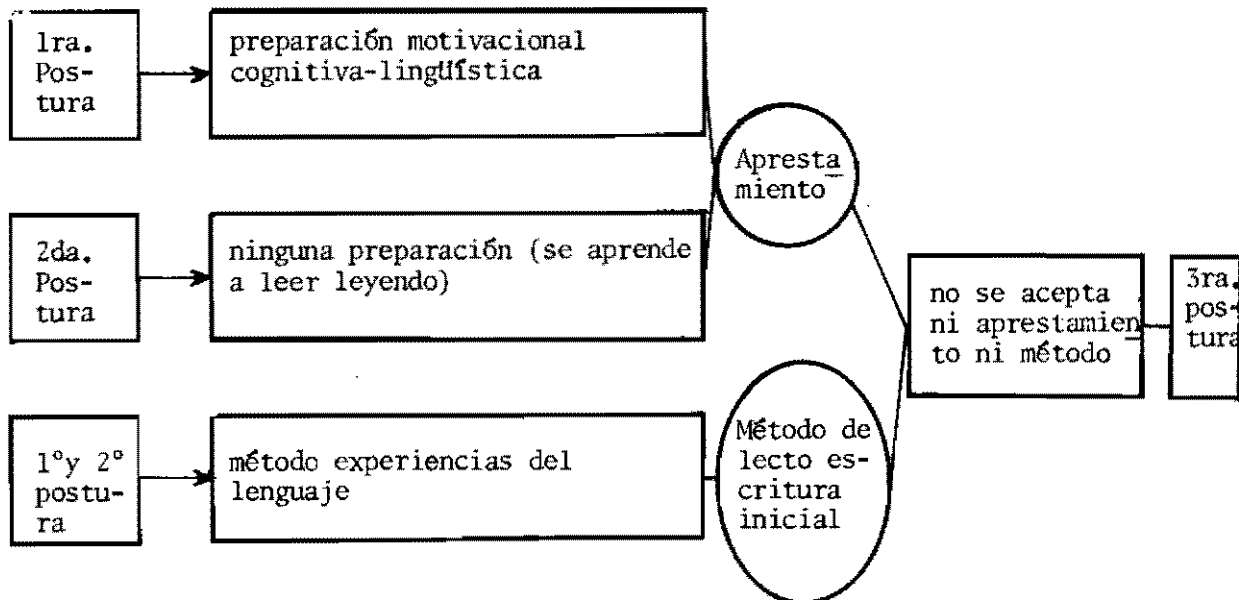 1ra.
Pos-
tura
preparación motivacional
cognitiva-lingüística
Apresta
miento
2da.
Pos-
tura
ninguna preparación (se aprende
a leer leyendo)
no se acepta
ni aprestamien
to ni método
3ra.
pos-
tura
1°y 2°
postu-
ra
método experiencias del
lenguaje
Método de
lecto es-
critura
inicial